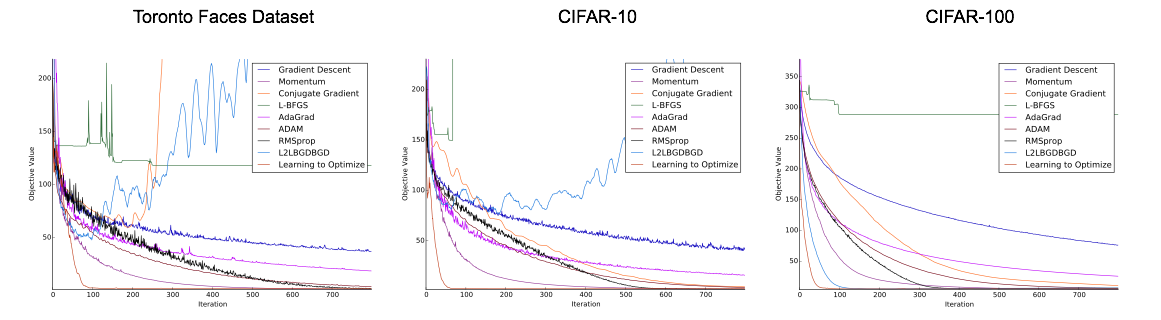 Toronto Faces Dataset
CIFAR-10
CIFAR-100
Objective Value
200
150
100
50
0 100 200 300 400 500 600 700
Iteration
Gradient Descent
Momentum
Conjugate Gradient
L-BFGS
AdaGrad
ADAM
RMSprop
L2LBGDBGD
Learning to Optimize
Objective Value
200
150
100
50
0 100 200 300 400 500 600 700
Iteration
Gradient Descent
Momentum
Conjugate Gradient
L-BFGS
AdaGrad
ADAM
RMSprop
L2LBGDBGD
Learning to Optimize
Objective Value
350
300
250
200
150
100
50
0 100 200 300 400 500 600 700
Iteration
Gradient Descent
Momentum
Conjugate Gradient
L-BFGS
AdaGrad
ADAM
RMSprop
L2LBGDBGD
Learning to Optimize